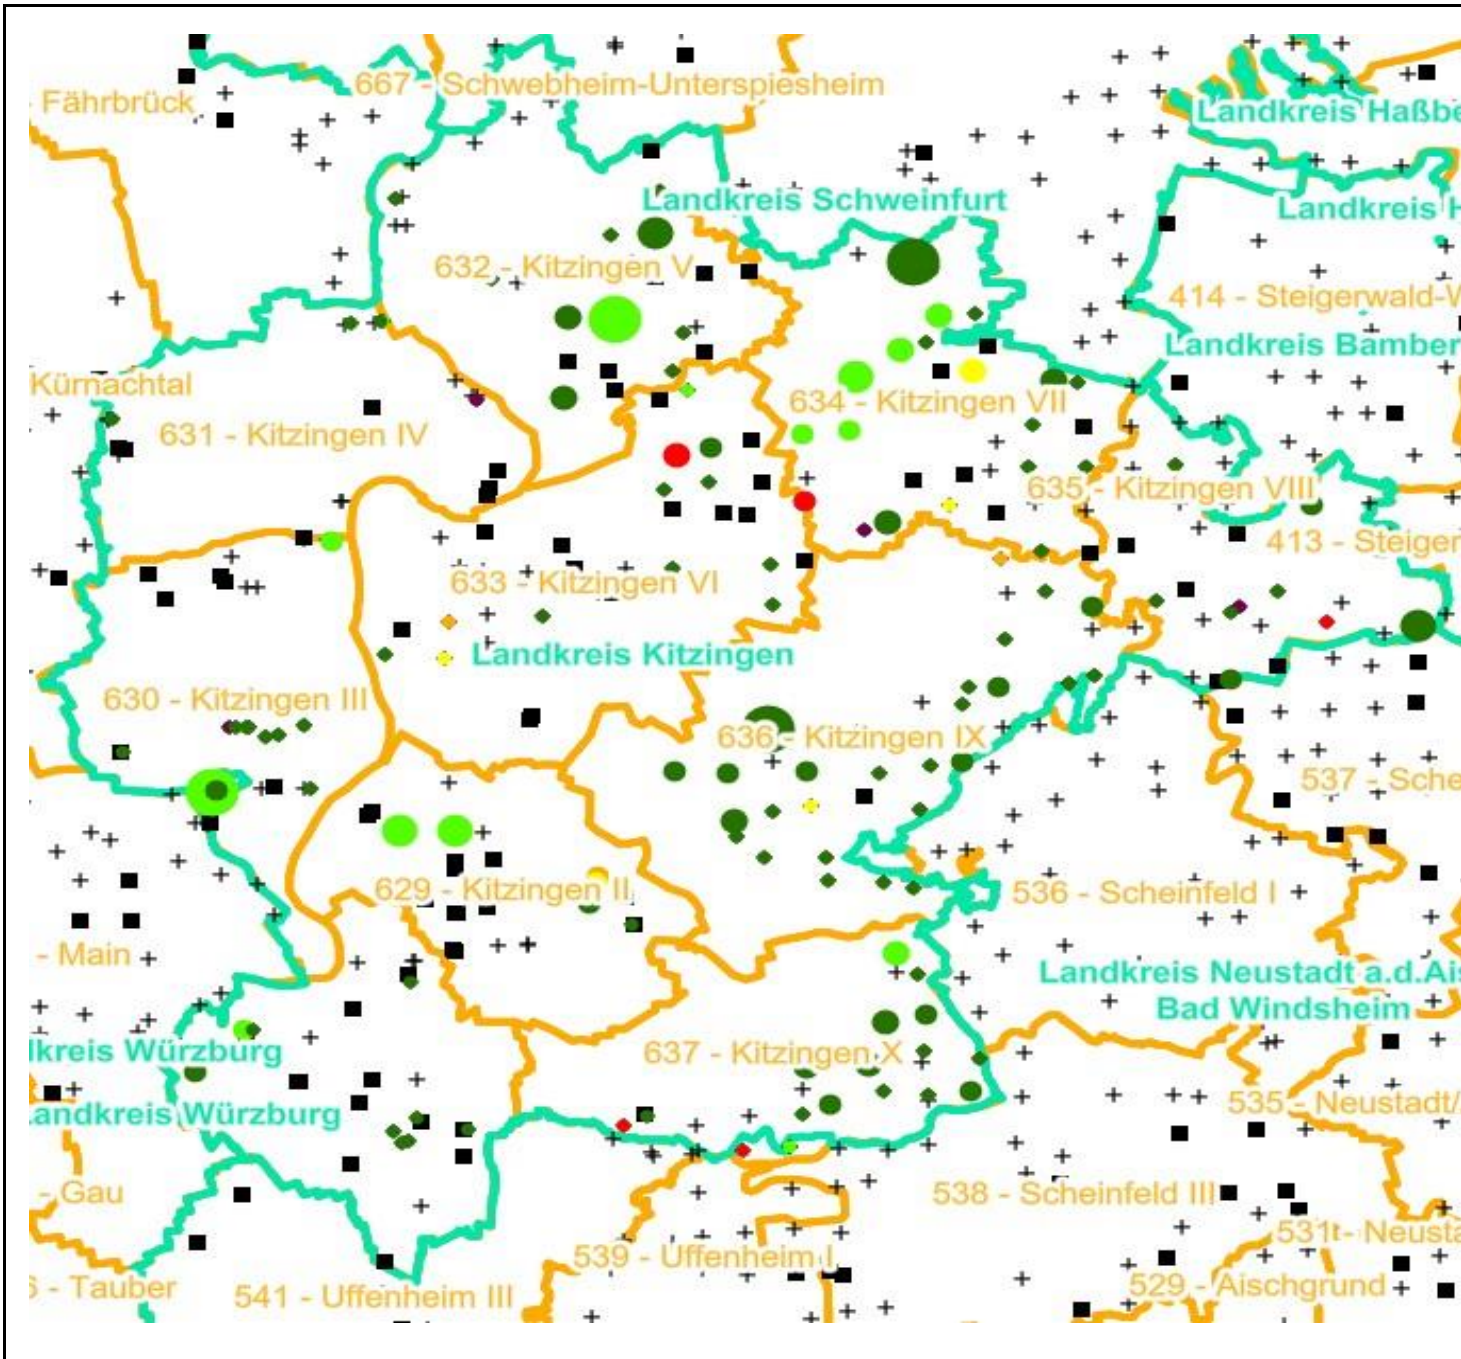 667 - Schwebheim-Unterspiesheim
Fährbrück
Landkreis Haßbe
Landkreis Schweinfurt
Landkreis H
632 - Kitzingen V
414 - Steigerwald-W
Landkreis Bamber
Kürnachtal
634 - Kitzingen VII
631 - Kitzingen IV
635 - Kitzingen VIII
413 - Steiger
633 - Kitzingen VI
Landkreis Kitzingen
630 - Kitzingen III
636 - Kitzingen IX
537 - Sche
629 - Kitzingen II
536 - Scheinfeld I
- Main
Landkreis Neustadt a.d.Ais
Bad Windsheim
lkreis Würzburg
637 - Kitzingen X
andkreis Würzburg
535 - Neustadt/
- Gau
538 - Scheinfeld III
531 - Neusta
539 - Uffenheim I
6 - Tauber
541 - Uffenheim III
529 - Aischgrund